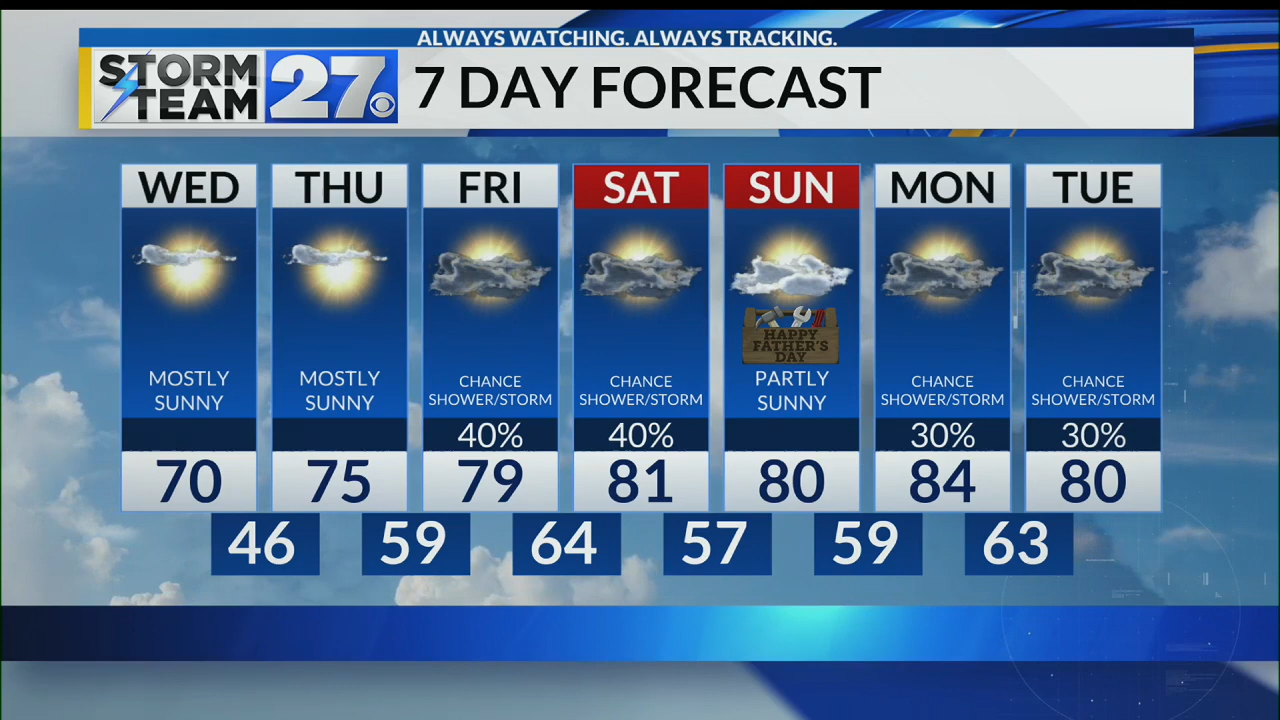 ALWAYS WATCHING. ALWAYS TRACKING.
STORM
TEAM
27
7 DAY FORECAST
WED
THU
FRI
SAT
SUN
MON
TUE
HAPPY
FATHER'S
DAY
MOSTLY
SUNNY
MOSTLY
SUNNY
CHANCE
SHOWER/STORM
CHANCE
SHOWER/STORM
PARTLY
SUNNY
CHANCE
SHOWER/STORM
CHANCE
SHOWER/STORM
40%
40%
30%
30%
70
75
79
81
80
84
80
46
59
64
57
59
63